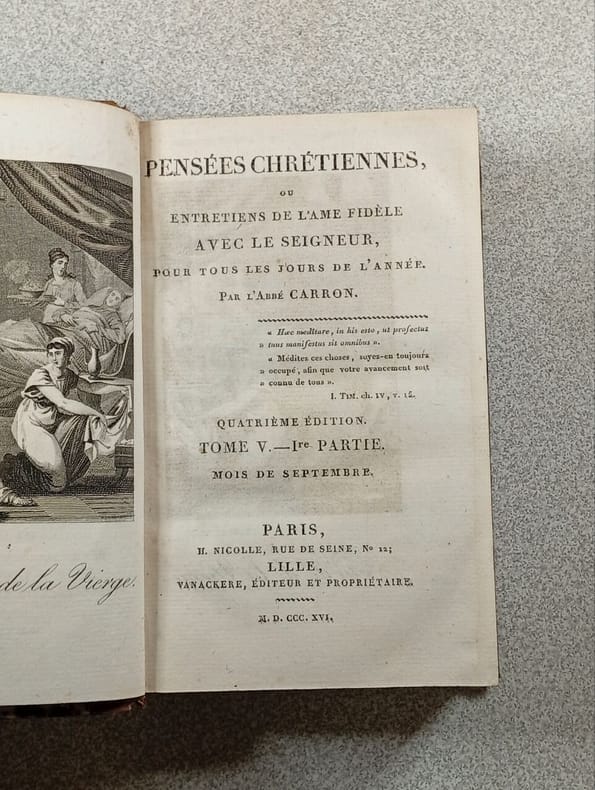 de la Vierge.
PENSÉES CHRÉTIENNES,
OU
ENTRETIENS DE L'AME FIDÈLE
AVEC LE SEIGNEUR,
POUR TOUS LES JOURS DE L'ANNÉE.
PAR L'ABBÉ CARRON.
« Hæc meditare, in his esto, ut profectus
» tuus manifestus sit omnibus ».
« Médites ces choses, soyez-en toujours
» occupé, afin que votre avancement soit
» connu de tous ».
I. TIM. ch. IV, v. 15.
QUATRIÈME ÉDITION.
TOME V.—Ire. PARTIE.
MOIS DE SEPTEMBRE.
PARIS,
H. NICOLLE, RUE DE SEINE, No 12;
LILLE,
VANACKERE, ÉDITEUR ET PROPRIÉTAIRE.
M. D. CCC. XVI.